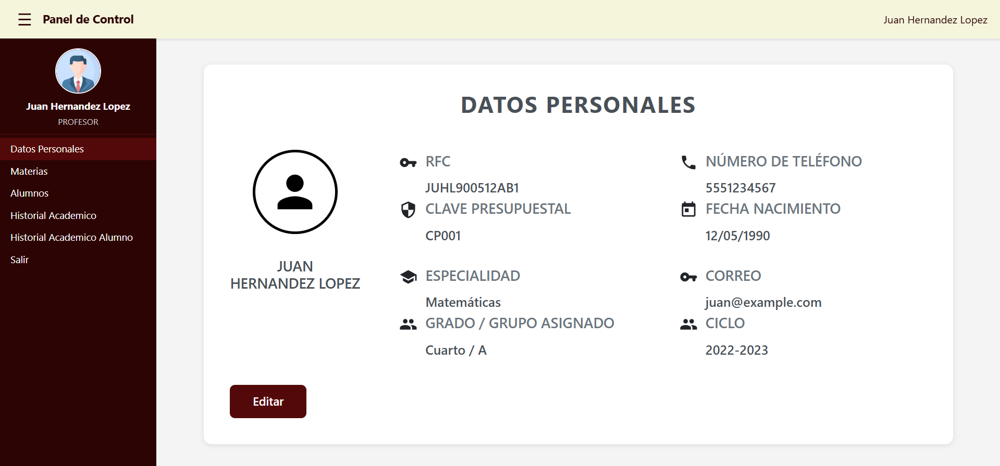 Panel de Control
Juan Hernandez Lopez
Juan Hernandez Lopez
PROFESOR
Datos Personales
Materias
Alumnos
Historial Academico
Historial Academico Alumno
Salir
DATOS PERSONALES
JUAN
HERNANDEZ LOPEZ
RFC
JUHL900512AB1
CLAVE PRESUPUESTAL
CP001
ESPECIALIDAD
Matemáticas
GRADO / GRUPO ASIGNADO
Cuarto / A
NÚMERO DE TELÉFONO
5551234567
FECHA NACIMIENTO
12/05/1990
CORREO
juan@example.com
CICLO
2022-2023
Editar